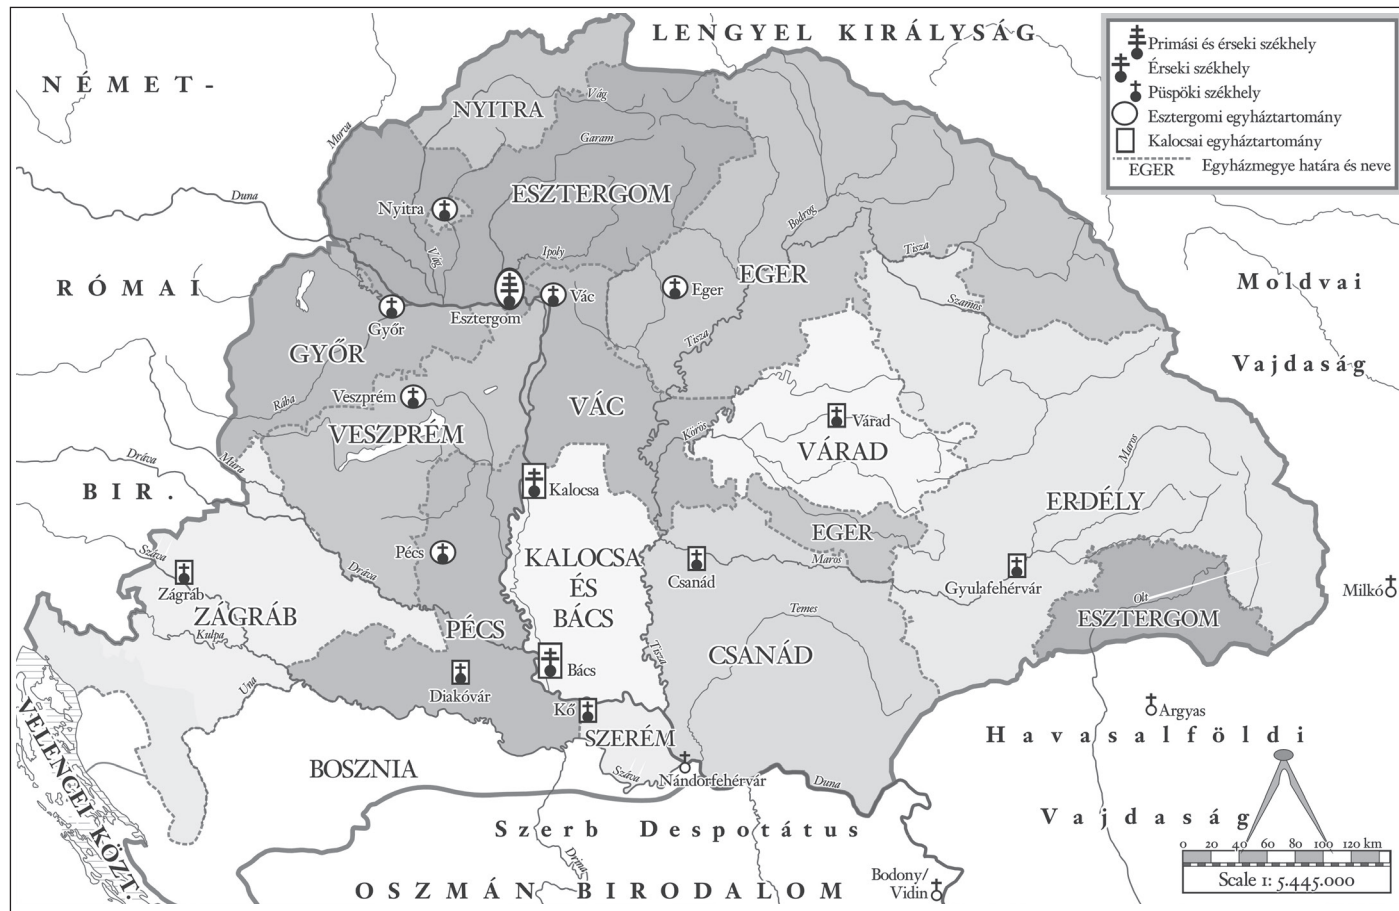 LENGYEL KIRÁLYSÁG
NÉMET-
RÓMAI
BIR.
Primási és érseki székhely
Érseki székhely
Püspöki székhely
Esztergomi egyháztartomány
Kalocsai egyháztartomány
EGER Egyházmegye határa és neve
NYITRA
Vág
Morva
Garam
ESZTERGOM
Duna
Nyitra
Bodrog
Vág
Ipoly
Tisza
EGER
Moldvai
Vajdaság
Esztergom
Vác
Eger
Szamos
Győr
GYŐR
Tisza
Rába
Veszprém
VESZPRÉM
VÁC
Várad
VÁRAD
Körös
Maros
Mura
Dráva
Kalocsa
ERDÉLY
EGER
Száva
Pécs
KALOCSA
ÉS
BÁCS
Csanád
Maros
Zágráb
Dráva
Gyulafehérvár
Milkó
Olt
ZÁGRÁB
Kulpa
PÉCS
Temes
ESZTERGOM
Tisza
CSANÁD
Una
Diakóvár
Bács
Kő
Argyas
SZERÉM
Havasalföldi
Vajdaság
VELENCEI KÖZT.
BOSZNIA
Száva
Nándorfehérvár
Duna
Szerb Despotátus
Drina
Bodony/
Vidin
OSZMÁN BIRODALOM
0 20 40 60 80 100 120 km
Scale 1: 5.445.000